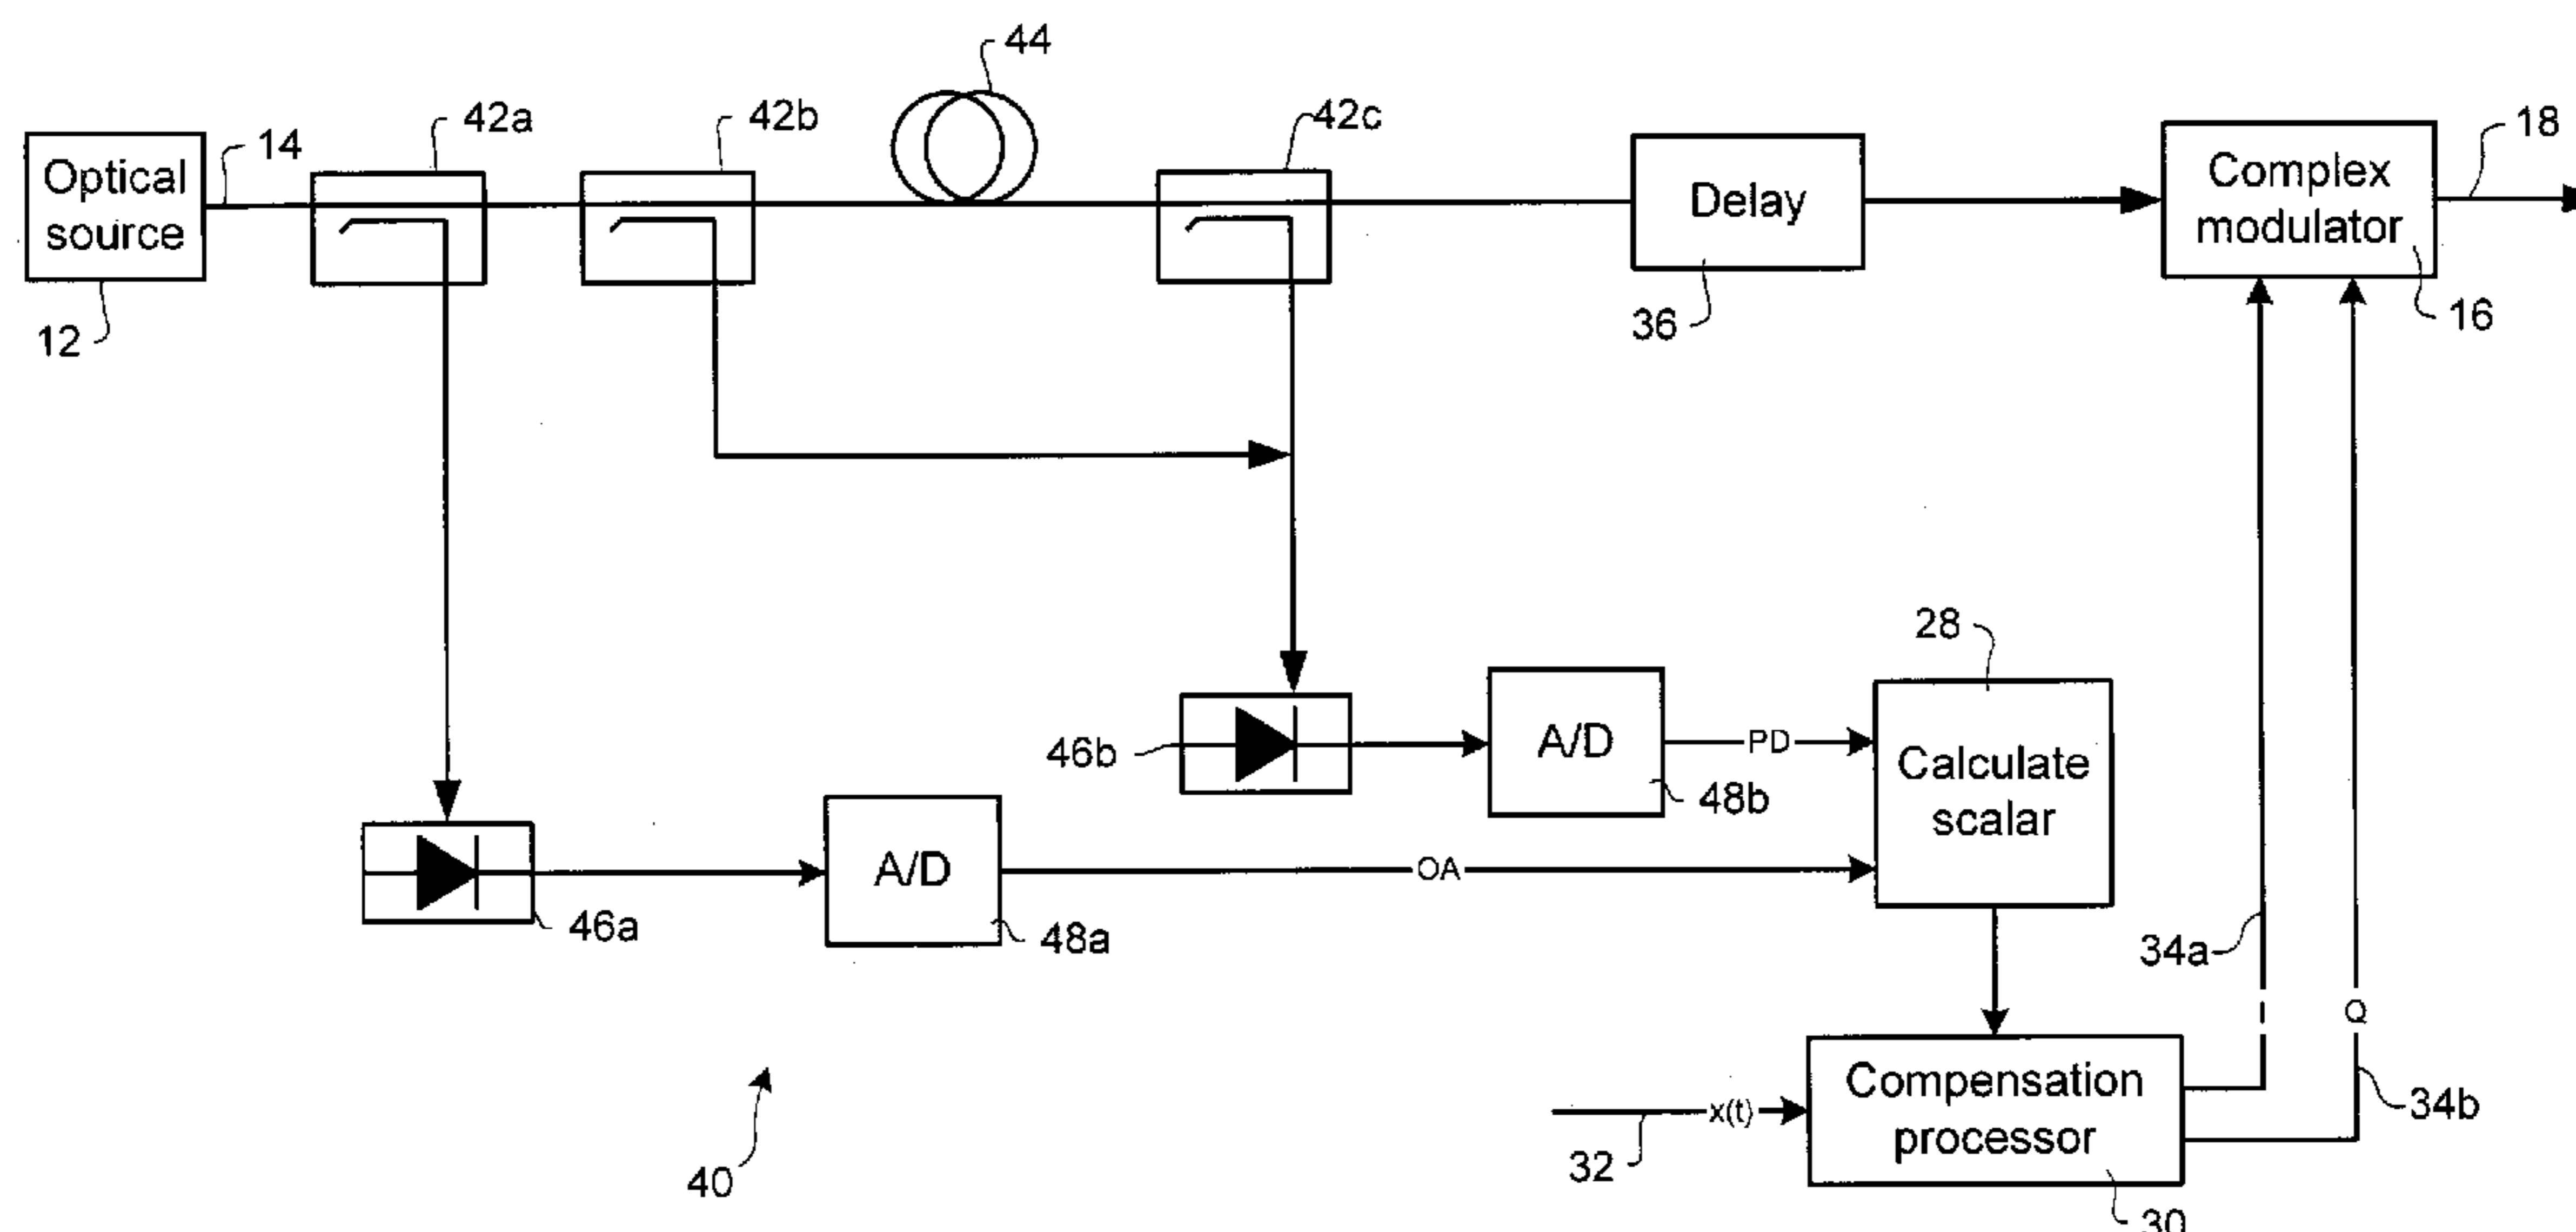 44
42a
42b
42c
18
14
Optical
source
Delay
Complex
modulator
12
36
16
28
46b
A/D
PD
48b
Calculate
scalar
A/D
OA
46a
48a
34a
I
Q
Compensation
processor
x(t)
34b
32
40
30